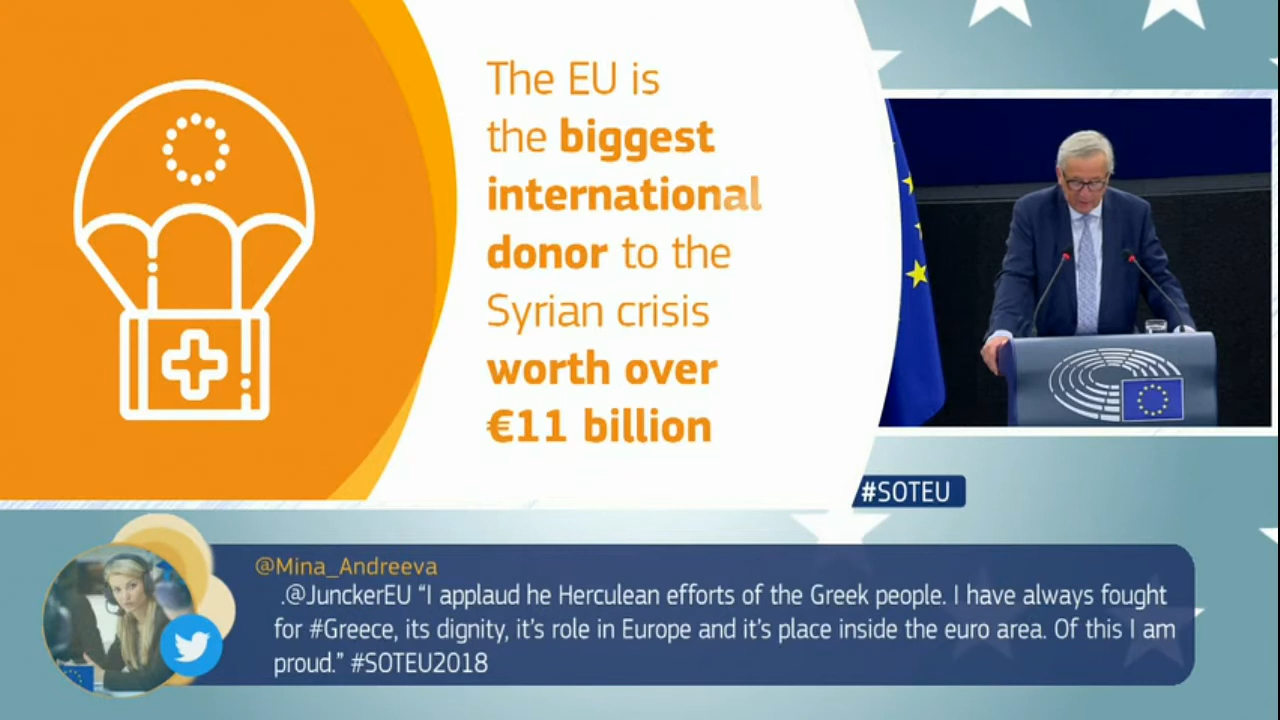 The EU is
the biggest
international
donor to the
Syrian crisis
worth over
€11 billion
#SOTEU
@Mina_Andreeva
.@JunckerEU “I applaud he Herculean efforts of the Greek people. I have always fought
for #Greece, its dignity, it’s role in Europe and it’s place inside the euro area. Of this I am
proud.” #SOTEU2018